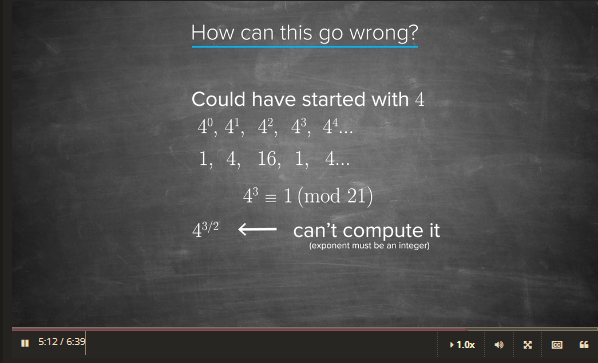 How can this go wrong?
Could have started with 4
4⁰, 4¹, 4², 4³, 4⁴...
1, 4, 16, 1, 4...
4³ ≡ 1 (mod 21)
4^{3/2} ← can't compute it
(exponent must be an integer)
5:12 / 6:39
1.0x
CC